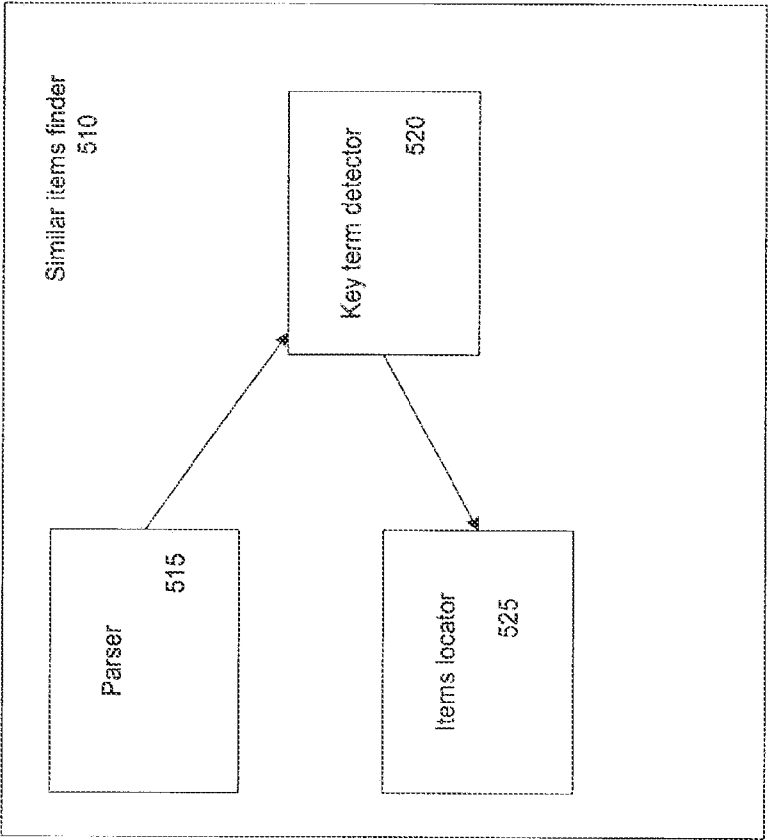 Similar items finder
510
Parser
515
Key term detector
520
Items locator
525